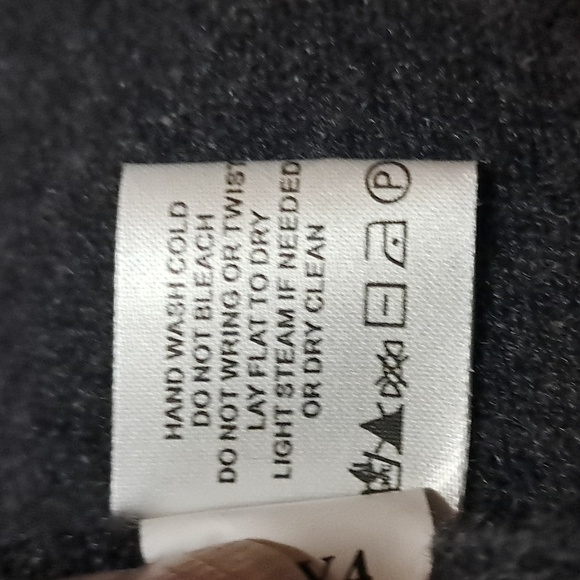 HAND WASH COLD
DO NOT BLEACH
DO NOT WRING OR TWIST
LAY FLAT TO DRY
LIGHT STEAM IF NEEDED
OR DRY CLEAN
P